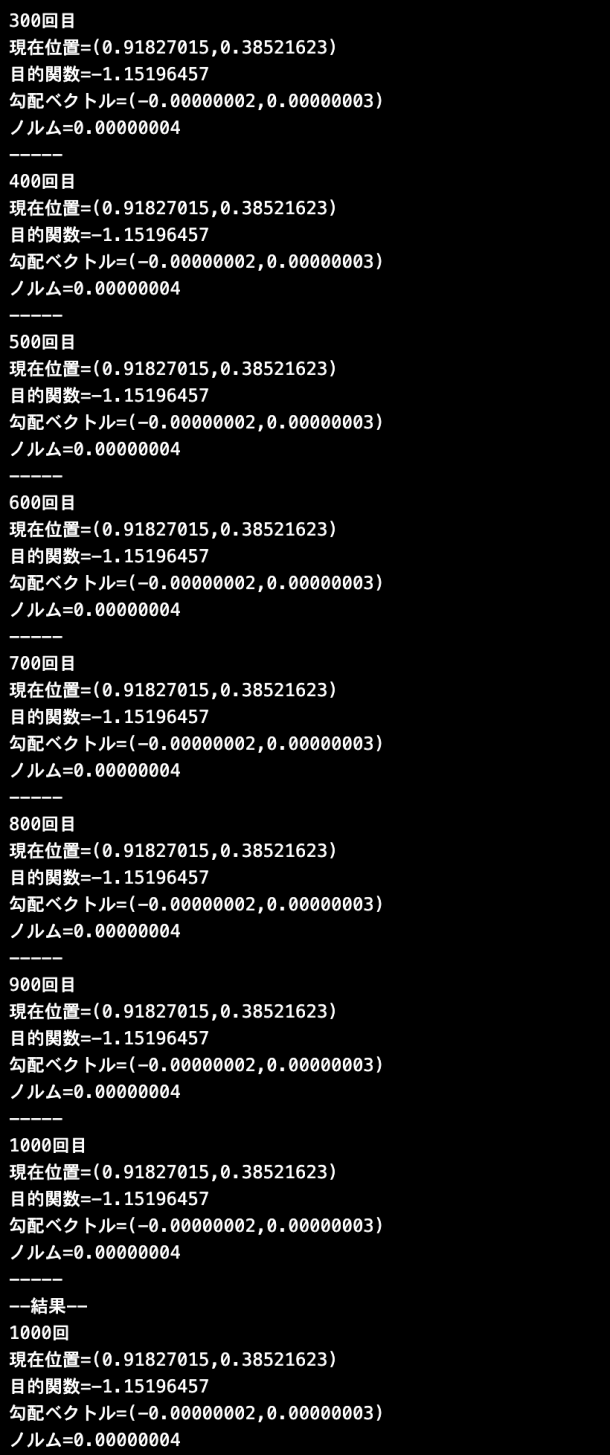 300回目
現在位置=(0.91827015,0.38521623)
目的関数=-1.15196457
勾配ベクトル=(-0.00000002,0.00000003)
ノルム=0.00000004
-----
400回目
現在位置=(0.91827015,0.38521623)
目的関数=-1.15196457
勾配ベクトル=(-0.00000002,0.00000003)
ノルム=0.00000004
-----
500回目
現在位置=(0.91827015,0.38521623)
目的関数=-1.15196457
勾配ベクトル=(-0.00000002,0.00000003)
ノルム=0.00000004
-----
600回目
現在位置=(0.91827015,0.38521623)
目的関数=-1.15196457
勾配ベクトル=(-0.00000002,0.00000003)
ノルム=0.00000004
-----
700回目
現在位置=(0.91827015,0.38521623)
目的関数=-1.15196457
勾配ベクトル=(-0.00000002,0.00000003)
ノルム=0.00000004
-----
800回目
現在位置=(0.91827015,0.38521623)
目的関数=-1.15196457
勾配ベクトル=(-0.00000002,0.00000003)
ノルム=0.00000004
-----
900回目
現在位置=(0.91827015,0.38521623)
目的関数=-1.15196457
勾配ベクトル=(-0.00000002,0.00000003)
ノルム=0.00000004
-----
1000回目
現在位置=(0.91827015,0.38521623)
目的関数=-1.15196457
勾配ベクトル=(-0.00000002,0.00000003)
ノルム=0.00000004
-----
--結果--
1000回
現在位置=(0.91827015,0.38521623)
目的関数=-1.15196457
勾配ベクトル=(-0.00000002,0.00000003)
ノルム=0.00000004